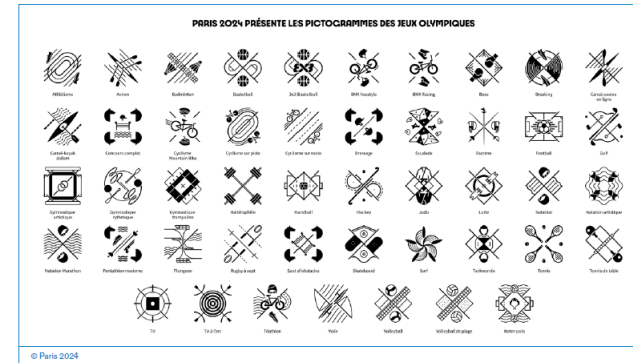 PARIS 2024 PRÉSENTE LES PICTOGRAMMES DES JEUX OLYMPIQUES
3X3
Athlétisme Aviron Badminton Basketball 3x3 Basketball BMX Freestyle BMX Racing Boxe Breaking Canoë-course en ligne
Canoë-kayak slalom Concours complet Cyclisme Mountain Bike Cyclisme sur piste Cyclisme sur route Dressage Escalade Escrime Football Golf
Gymnastique artistique Gymnastique rythmique Gymnastique trampoline Haltérophilie Handball Hockey Judo Lutte Natation Natation artistique
Natation Marathon Pentathlon moderne Plongeon Rugby à sept Saut d'obstacles Skateboard Surf Taekwondo Tennis Tennis de table
Tir Tir à l'arc Triathlon Voile Volleyball Volleyball de plage Water-polo
© Paris 2024